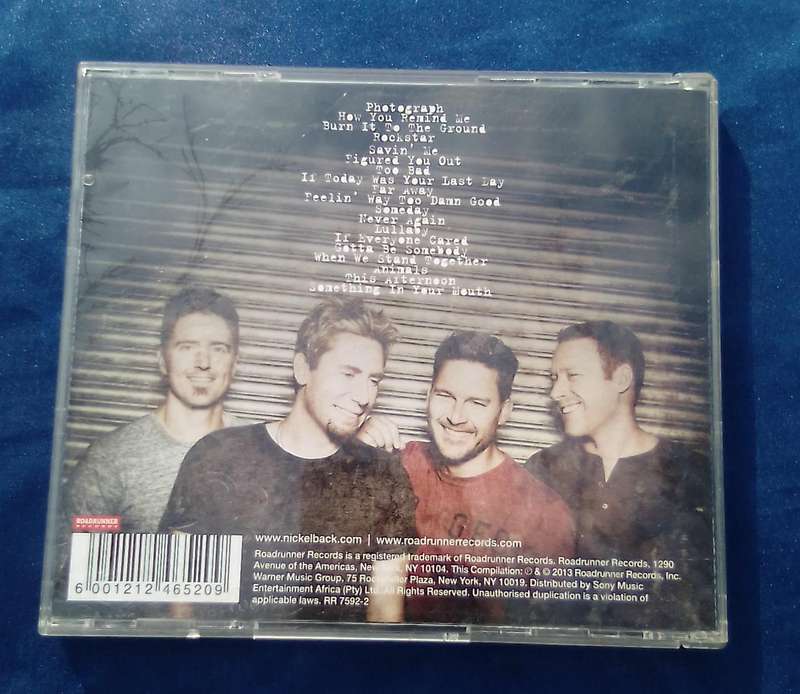 Photograph
How You Remind Me
Burn It To The Ground
Rockstar
Savin' Me
Figured You Out
Too Bad
If Today Was Your Last Day
Far Away
Feelin' Way Too Damn Good
Someday
Never Again
Lullaby
If Everyone Cared
Gotta Be Somebody
When We Stand Together
Animals
This Afternoon
Something In Your Mouth
ROADRUNNER
RECORDS
6 001212 465209
www.nickelback.com | www.roadrunnerrecords.com
Roadrunner Records is a registered trademark of Roadrunner Records. Roadrunner Records, 1290
Avenue of the Americas, New York, NY 10104. This Compilation: ℗ & © 2013 Roadrunner Records, Inc.
Warner Music Group, 75 Rockefeller Plaza, New York, NY 10019. Distributed by Sony Music
Entertainment Africa (Pty) Ltd. All Rights Reserved. Unauthorised duplication is a violation of
applicable laws. RR 7592-2